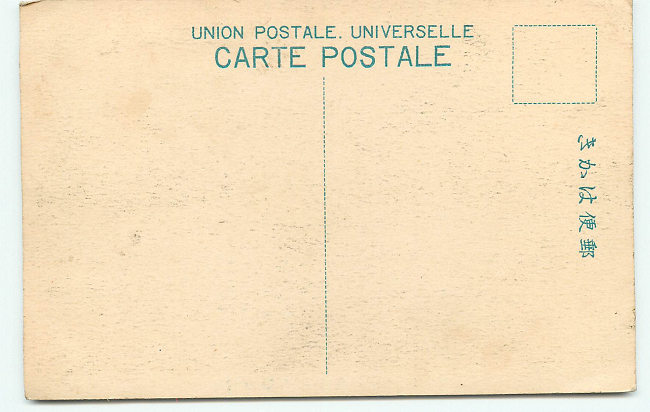 UNION POSTALE. UNIVERSELLE
CARTE POSTALE
郵便はかき